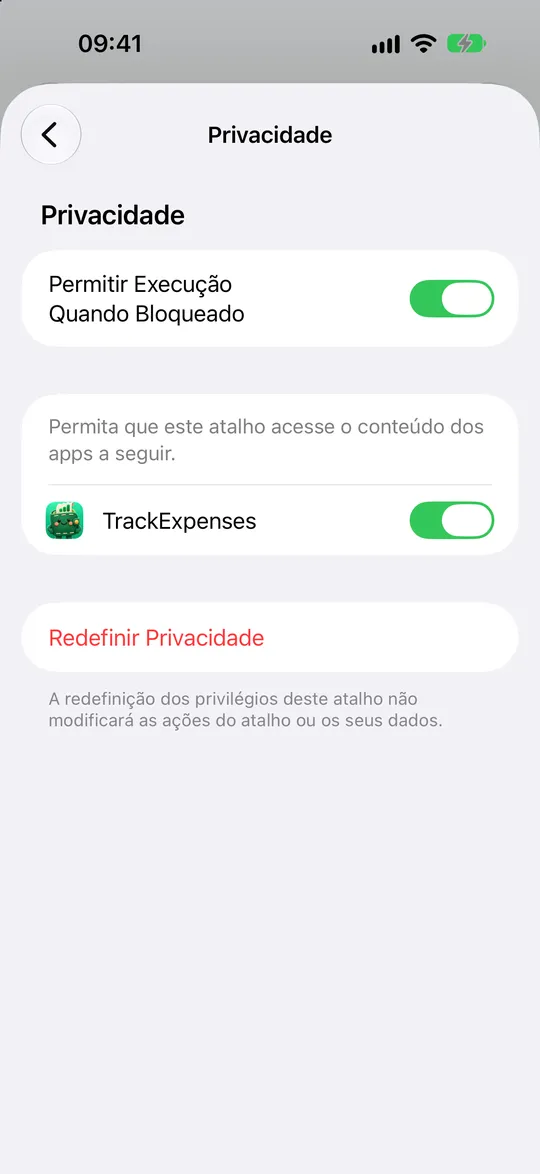 09:41
Privacidade
Privacidade
Permitir Execução
Quando Bloqueado
Permita que este atalho acesse o conteúdo dos
apps a seguir.
TrackExpenses
Redefinir Privacidade
A redefinição dos privilégios deste atalho não
modificará as ações do atalho ou os seus dados.